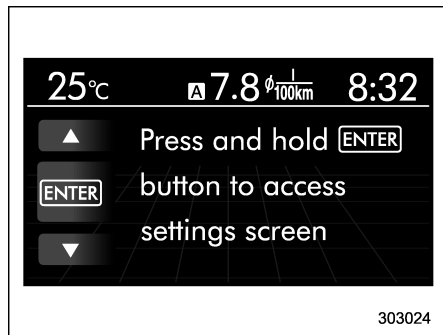 25℃ A 7.8 ø l/100km 8:32
▲ Press and hold ENTER
ENTER button to access
▼ settings screen
303024